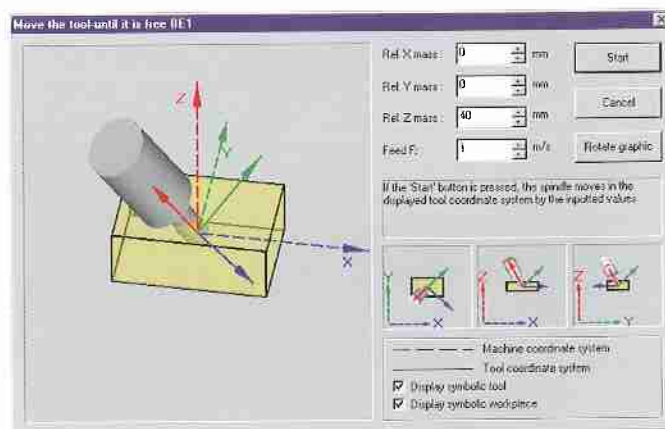 Move the tool until it is free BE1
Rel. X mass: 0 mm
Rel. Y mass: 0 mm
Rel. Z mass: 40 mm
Feed F: m/s
Start
Cancel
Rotate graphic
If the 'Start' button is pressed, the spindle moves in the
displayed tool coordinate system by the inputted values
Z
Y
X
Y
X
Z
X
Z
Y
Machine coordinate system
Tool coordinate system
Display symbolic tool
Display symbolic workpiece